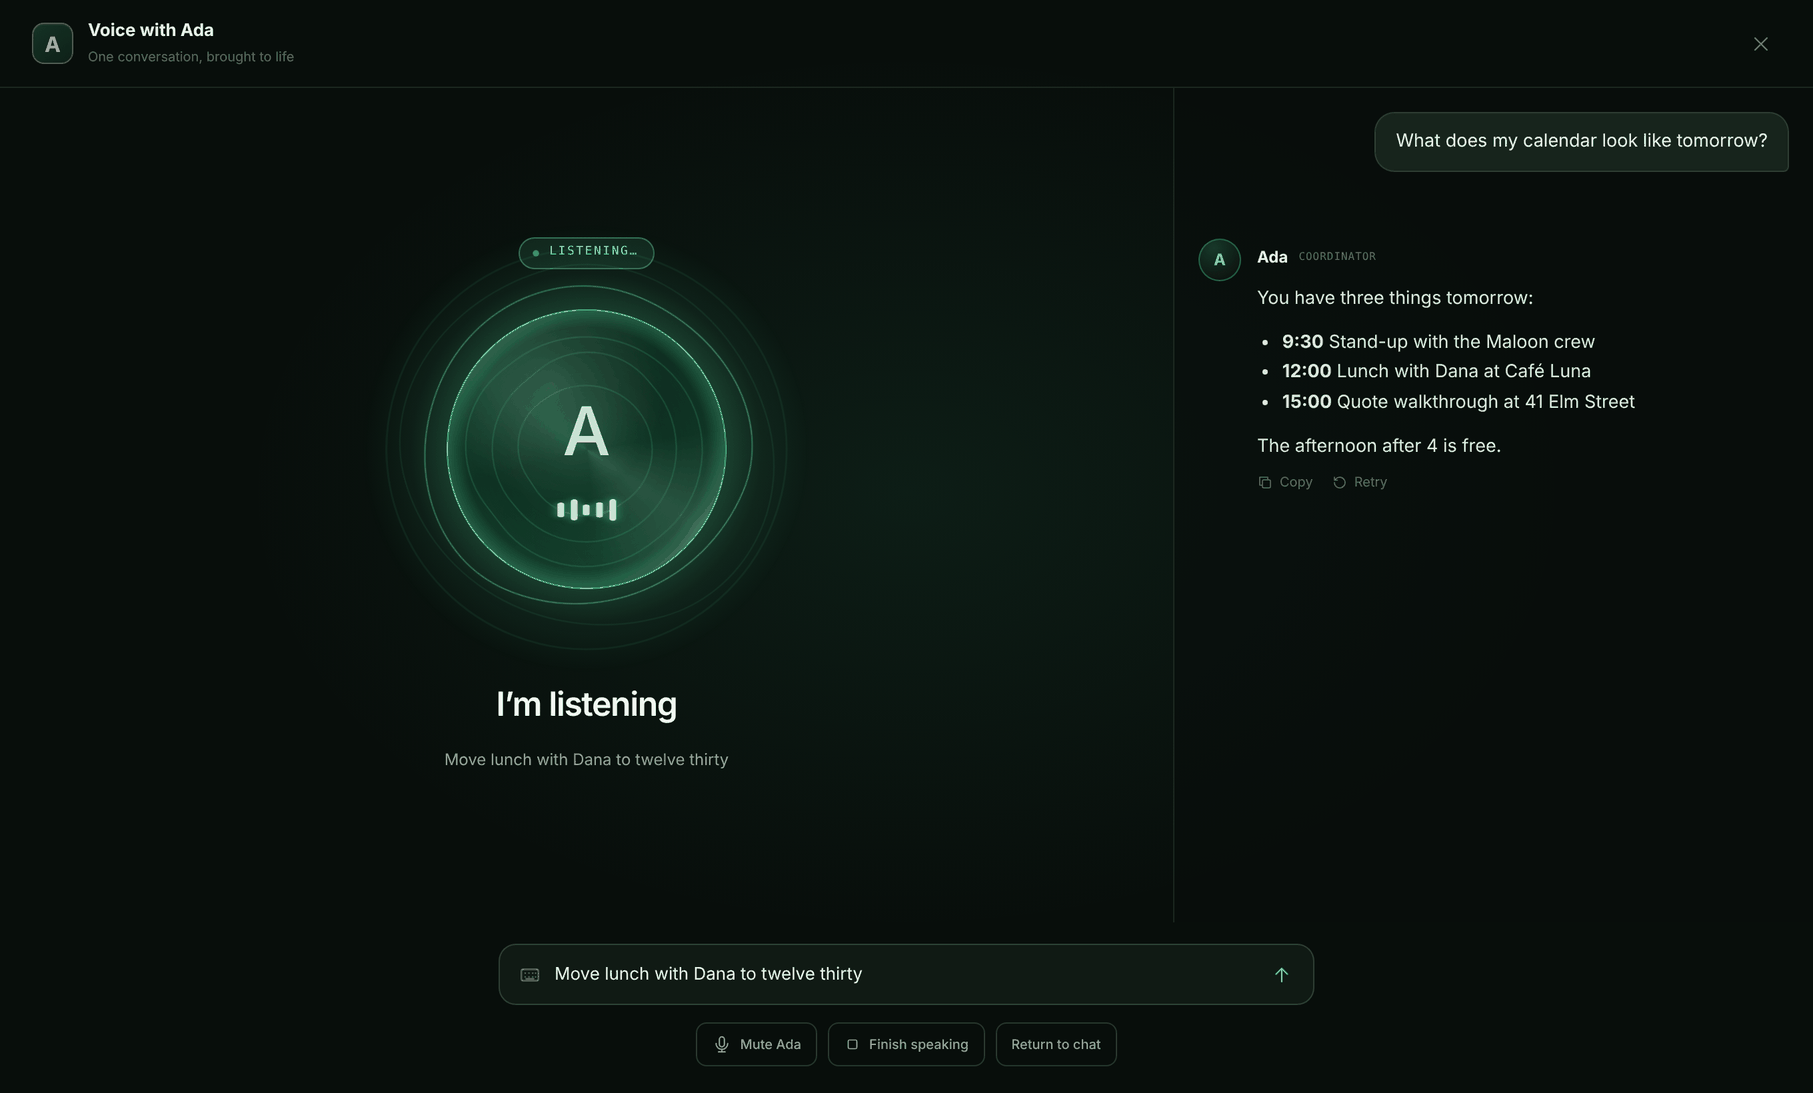 A
Voice with Ada
One conversation, brought to life
LISTENING…
A
I’m listening
Move lunch with Dana to twelve thirty
What does my calendar look like tomorrow?
A
Ada COORDINATOR
You have three things tomorrow:
• 9:30 Stand-up with the Maloon crew
• 12:00 Lunch with Dana at Café Luna
• 15:00 Quote walkthrough at 41 Elm Street
The afternoon after 4 is free.
Copy Retry
Move lunch with Dana to twelve thirty
Mute Ada Finish speaking Return to chat